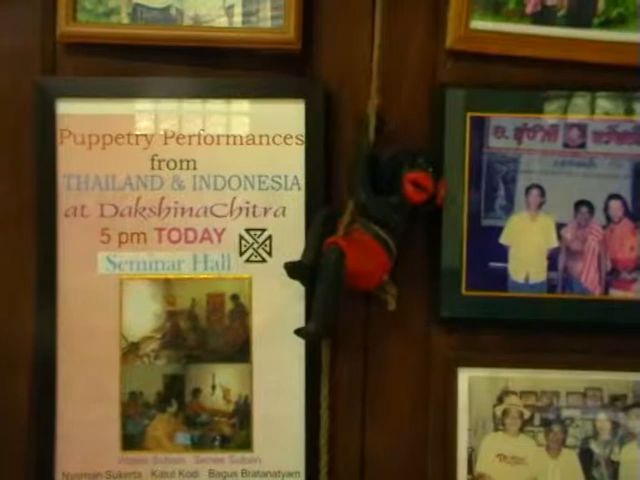 Puppetry Performances
from
THAILAND & INDONESIA
at DakshinaChitra
5 pm TODAY
Seminar Hall
Nyoman Sukerta Katut Kodi Bagus Bratanatyam